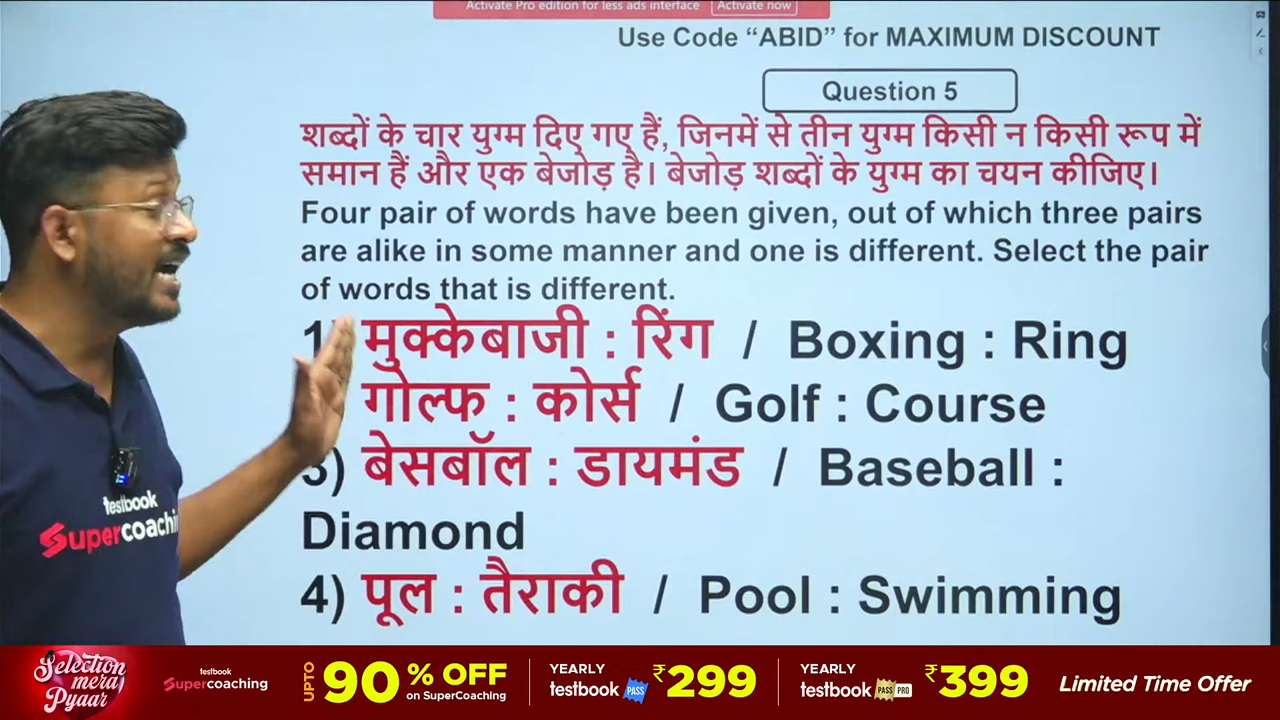 Activate Pro edition for less ads interface Activate now
Use Code “ABID” for MAXIMUM DISCOUNT
Question 5
शब्दों के चार युग्म दिए गए हैं, जिनमें से तीन युग्म किसी न किसी रूप में
समान हैं और एक बेजोड़ है। बेजोड़ शब्दों के युग्म का चयन कीजिए।
Four pair of words have been given, out of which three pairs
are alike in some manner and one is different. Select the pair
of words that is different.
1) मुक्केबाजी : रिंग / Boxing : Ring
गोल्फ : कोर्स / Golf : Course
3) बेसबॉल : डायमंड / Baseball :
Diamond
4) पूल : तैराकी / Pool : Swimming
testbook
Supercoachi
Selection
mera
Pyaar
testbook
Supercoaching
UPTO 90 % OFF
on SuperCoaching
YEARLY
testbook PASS ₹299
YEARLY
testbook PASS PRO ₹399
Limited Time Offer